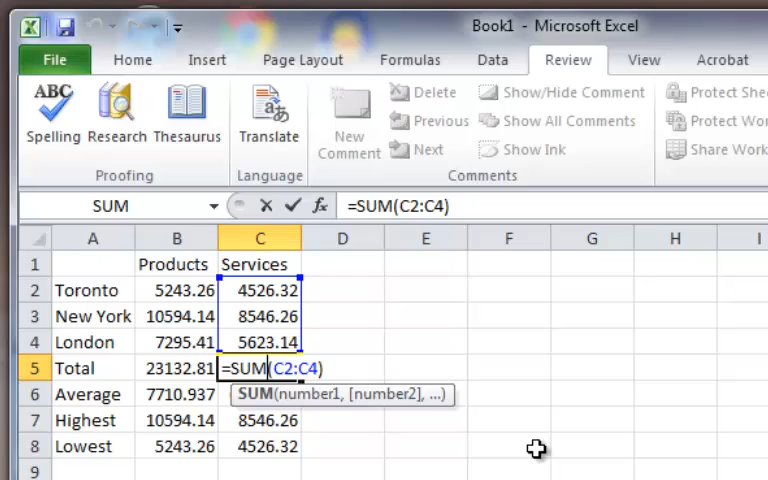 Book1 - Microsoft Excel
File Home Insert Page Layout Formulas Data Review View Acrobat
ABC Delete Show/Hide Comment Protect Shee
Previous Show All Comments Protect Wor
Spelling Research Thesaurus Translate New Comment Next Show Ink Share Work
Proofing Language Comments
SUM fx =SUM(C2:C4)
A B C D E F G H I
1 Products Services
2 Toronto 5243.26 4526.32
3 New York 10594.14 8546.26
4 London 7295.41 5623.14
5 Total 23132.81 =SUM(C2:C4)
6 Average 7710.937 SUM(number1, [number2], ...)
7 Highest 10594.14 8546.26
8 Lowest 5243.26 4526.32
9